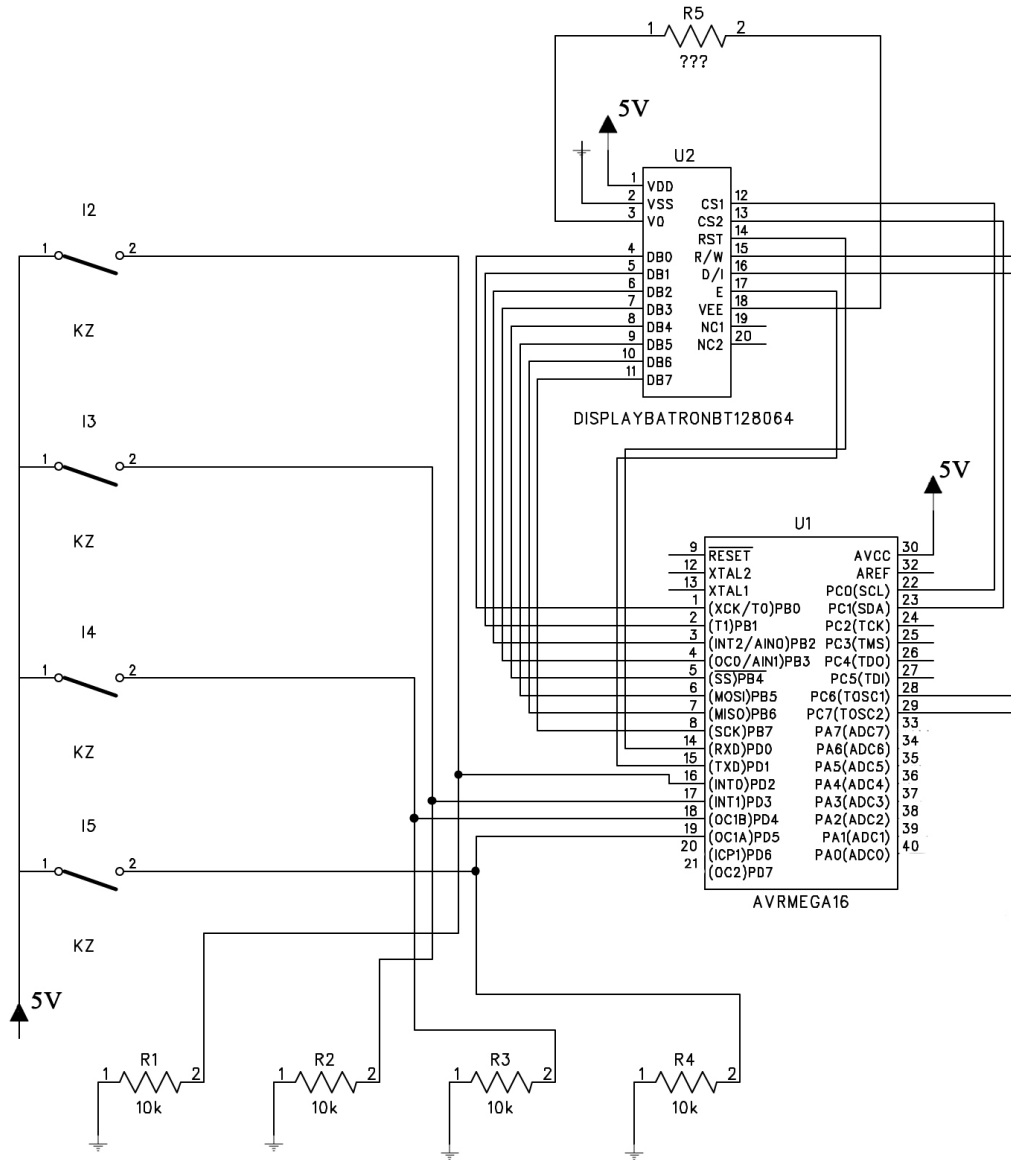 R5
1 2
???
5V
U2
1 VDD
2 VSS
3 V0
4 DB0
5 DB1
6 DB2
7 DB3
8 DB4
9 DB5
10 DB6
11 DB7
CS1 12
CS2 13
RST 14
R/W 15
D/I 16
E 17
VEE 18
NC1 19
NC2 20
DISPLAYBATRONBT128064
I2
1 2
KZ
I3
1 2
KZ
I4
1 2
KZ
I5
1 2
KZ
5V
5V
U1
9 RESET
12 XTAL2
13 XTAL1
1 (XCK/T0)PB0
2 (T1)PB1
3 (INT2/AIN0)PB2
4 (OC0/AIN1)PB3
5 (SS)PB4
6 (MOSI)PB5
7 (MISO)PB6
8 (SCK)PB7
14 (RXD)PD0
15 (TXD)PD1
16 (INT0)PD2
17 (INT1)PD3
18 (OC1B)PD4
19 (OC1A)PD5
20 (ICP1)PD6
21 (OC2)PD7
AVCC 30
AREF 32
PC0(SCL) 22
PC1(SDA) 23
PC2(TCK) 24
PC3(TMS) 25
PC4(TDO) 26
PC5(TDI) 27
PC6(TOSC1) 28
PC7(TOSC2) 29
PA7(ADC7) 33
PA6(ADC6) 34
PA5(ADC5) 35
PA4(ADC4) 36
PA3(ADC3) 37
PA2(ADC2) 38
PA1(ADC1) 39
PA0(ADC0) 40
AVRMEGA16
R1
1 2
10k
R2
1 2
10k
R3
1 2
10k
R4
1 2
10k